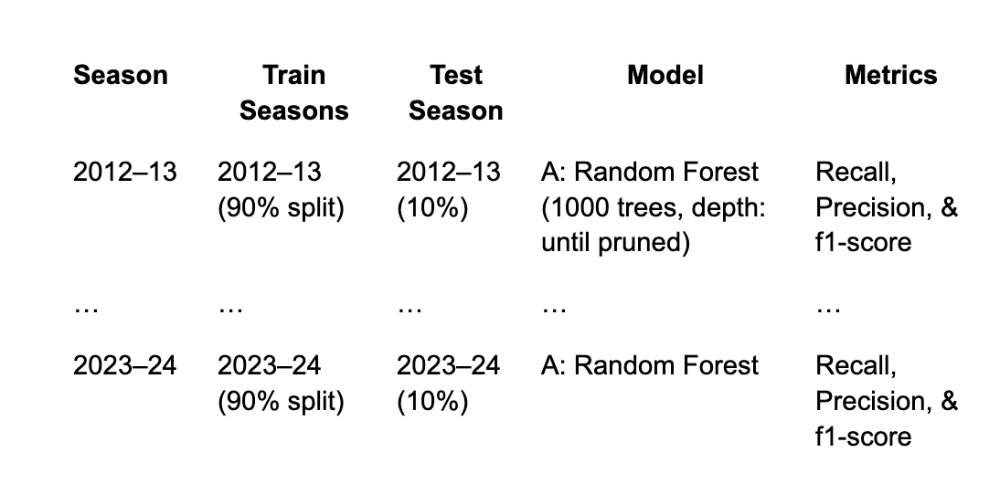 Season Train Test Model Metrics
Seasons Season
2012–13 2012–13 2012–13 A: Random Forest Recall,
(90% split) (10%) (1000 trees, depth: Precision, &
until pruned) f1-score
… … … … …
2023–24 2023–24 2023–24 A: Random Forest Recall,
(90% split) (10%) Precision, &
f1-score